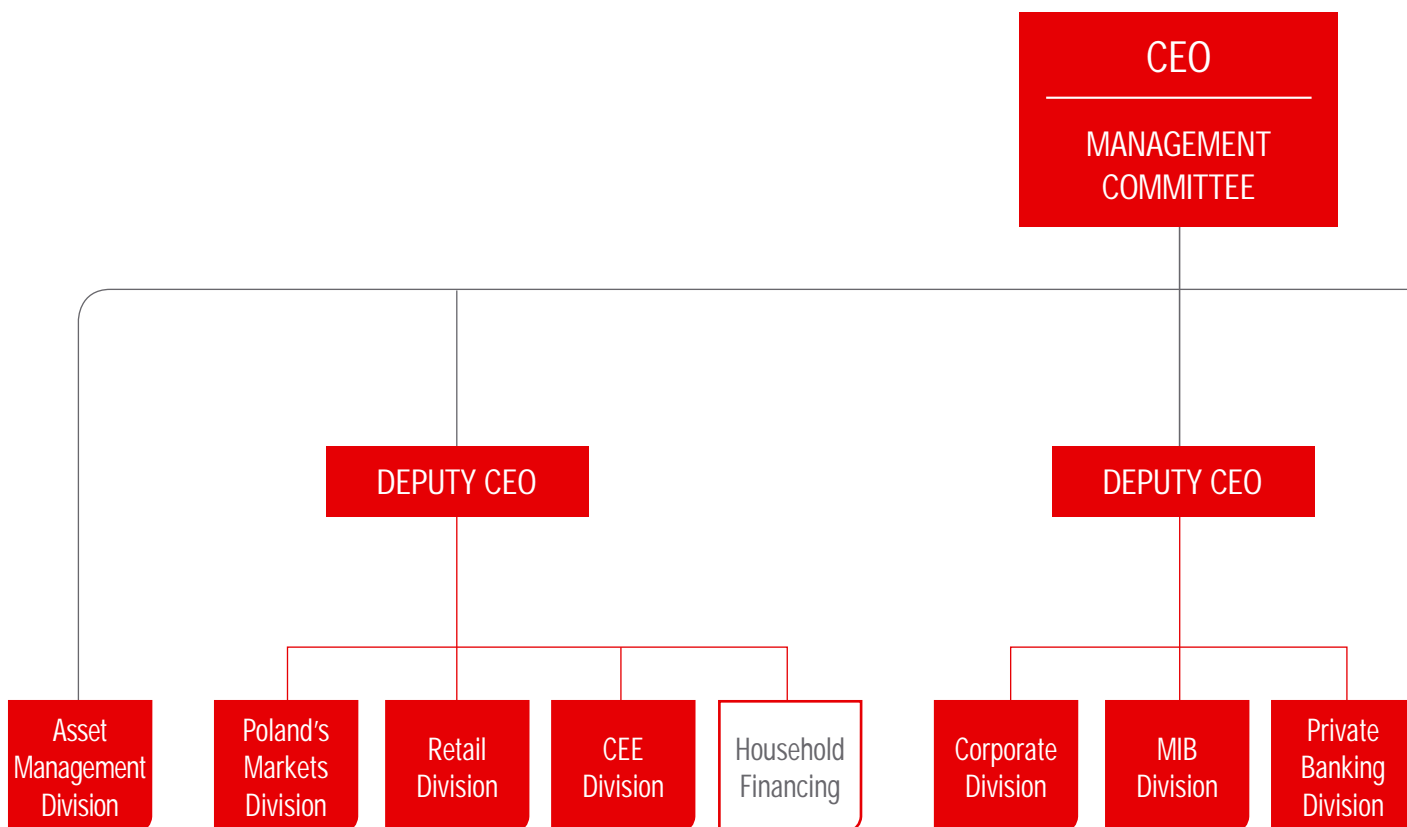 CEO
MANAGEMENT
COMMITTEE
DEPUTY CEO
DEPUTY CEO
Asset
Management
Division
Poland's
Markets
Division
Retail
Division
CEE
Division
Household
Financing
Corporate
Division
MIB
Division
Private
Banking
Division